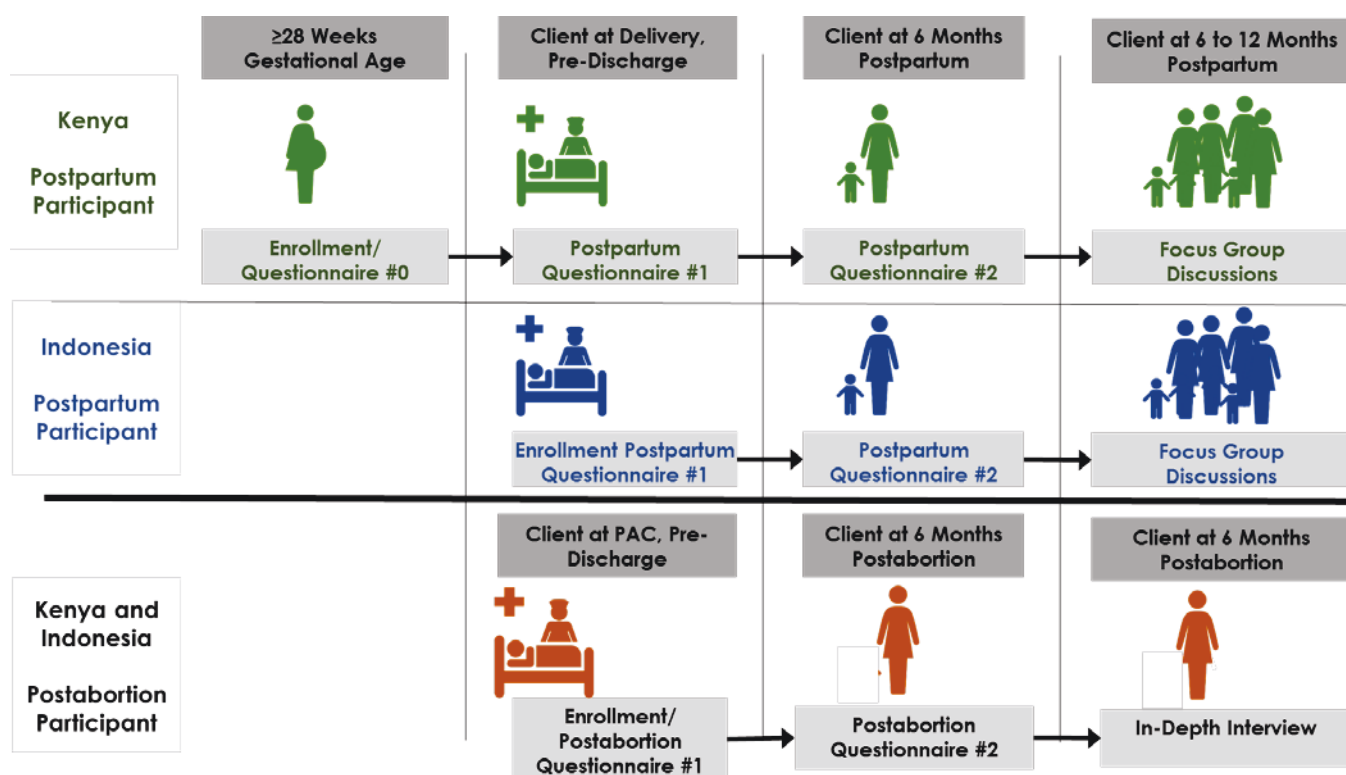 ≥28 Weeks
Gestational Age
Client at Delivery,
Pre-Discharge
Client at 6 Months
Postpartum
Client at 6 to 12 Months
Postpartum
Kenya
Postpartum
Participant
Enrollment/
Questionnaire #0
Postpartum
Questionnaire #1
Postpartum
Questionnaire #2
Focus Group
Discussions
Indonesia
Postpartum
Participant
Enrollment Postpartum
Questionnaire #1
Postpartum
Questionnaire #2
Focus Group
Discussions
Client at PAC, Pre-
Discharge
Client at 6 Months
Postabortion
Client at 6 Months
Postabortion
Kenya and
Indonesia
Postabortion
Participant
Enrollment/
Postabortion
Questionnaire #1
Postabortion
Questionnaire #2
In-Depth Interview